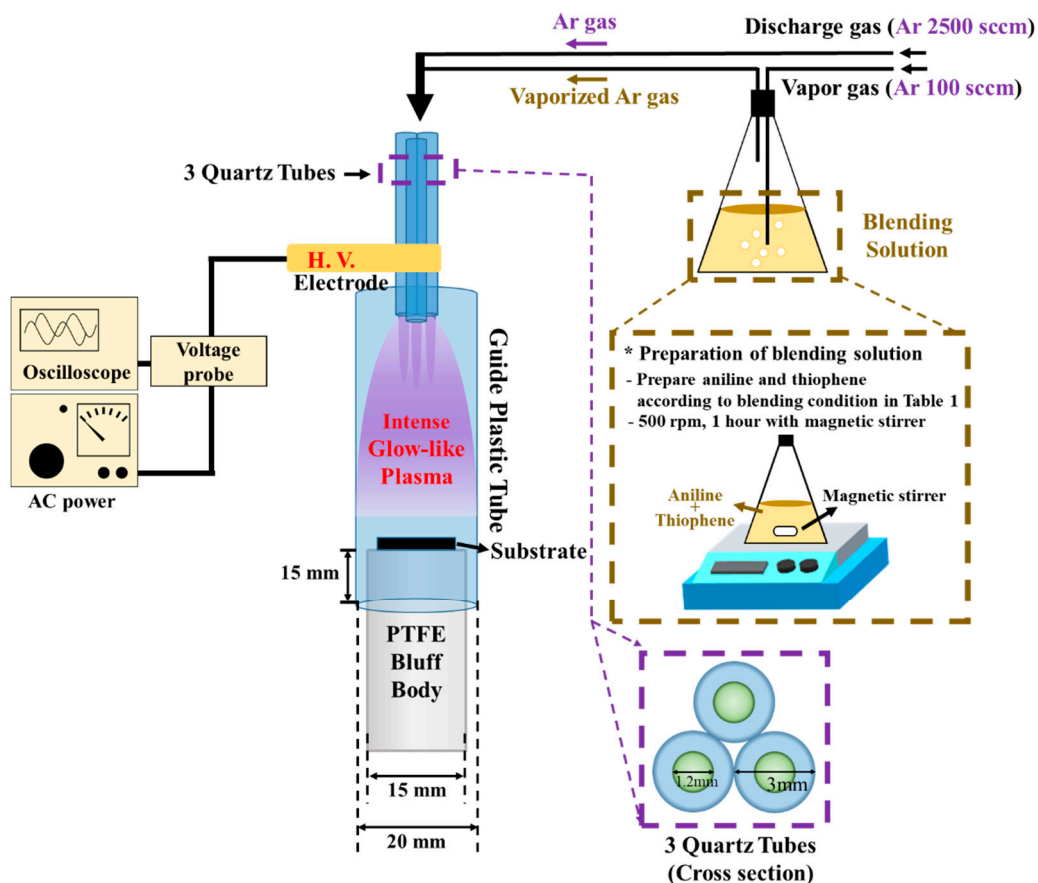 Ar gas
Discharge gas (Ar 2500 sccm)
Vaporized Ar gas
Vapor gas (Ar 100 sccm)
3 Quartz Tubes
Blending
Solution
H. V.
Electrode
Oscilloscope
Voltage
probe
AC power
Guide Plastic Tube
Intense
Glow-like
Plasma
Substrate
15 mm
PTFE
Bluff
Body
15 mm
20 mm
* Preparation of blending solution
- Prepare aniline and thiophene
according to blending condition in Table 1
- 500 rpm, 1 hour with magnetic stirrer
Aniline
+
Thiophene
Magnetic stirrer
1.2mm
3mm
3 Quartz Tubes
(Cross section)